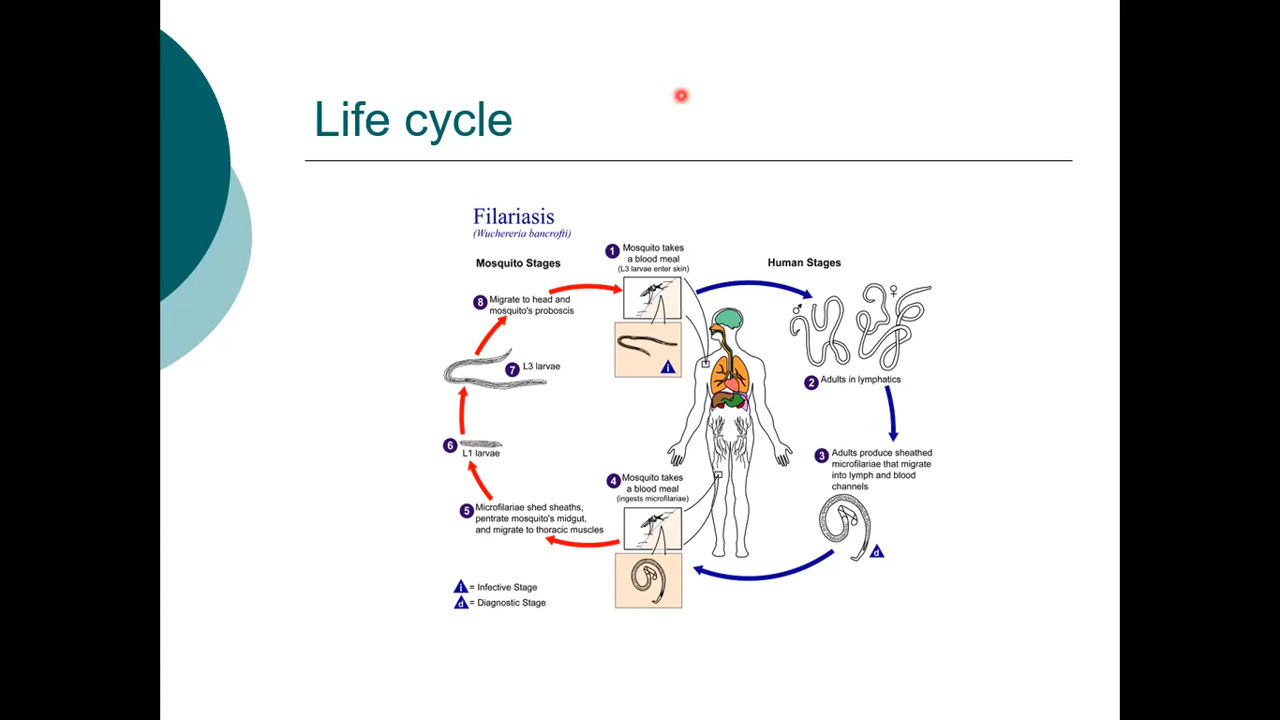 Life cycle
Filariasis
(Wuchereria bancrofti)
Mosquito Stages
Human Stages
1 Mosquito takes
a blood meal
(L3 larvae enter skin)
8 Migrate to head and
mosquito's proboscis
i
♂
♀
7 L3 larvae
2 Adults in lymphatics
6
L1 larvae
3 Adults produce sheathed
microfilariae that migrate
into lymph and blood
channels
d
4 Mosquito takes
a blood meal
(ingests microfilariae)
5 Microfilariae shed sheaths,
pentrate mosquito's midgut,
and migrate to thoracic muscles
i = Infective Stage
d = Diagnostic Stage